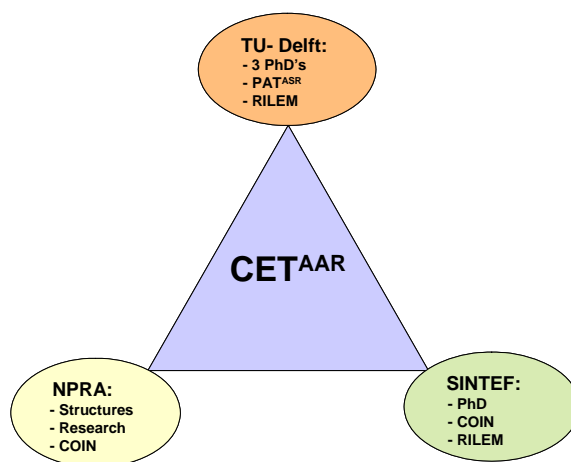 TU- Delft:
- 3 PhD's
- PATᴬˢᴿ
- RILEM
CETᴬᴬᴿ
NPRA:
- Structures
- Research
- COIN
SINTEF:
- PhD
- COIN
- RILEM